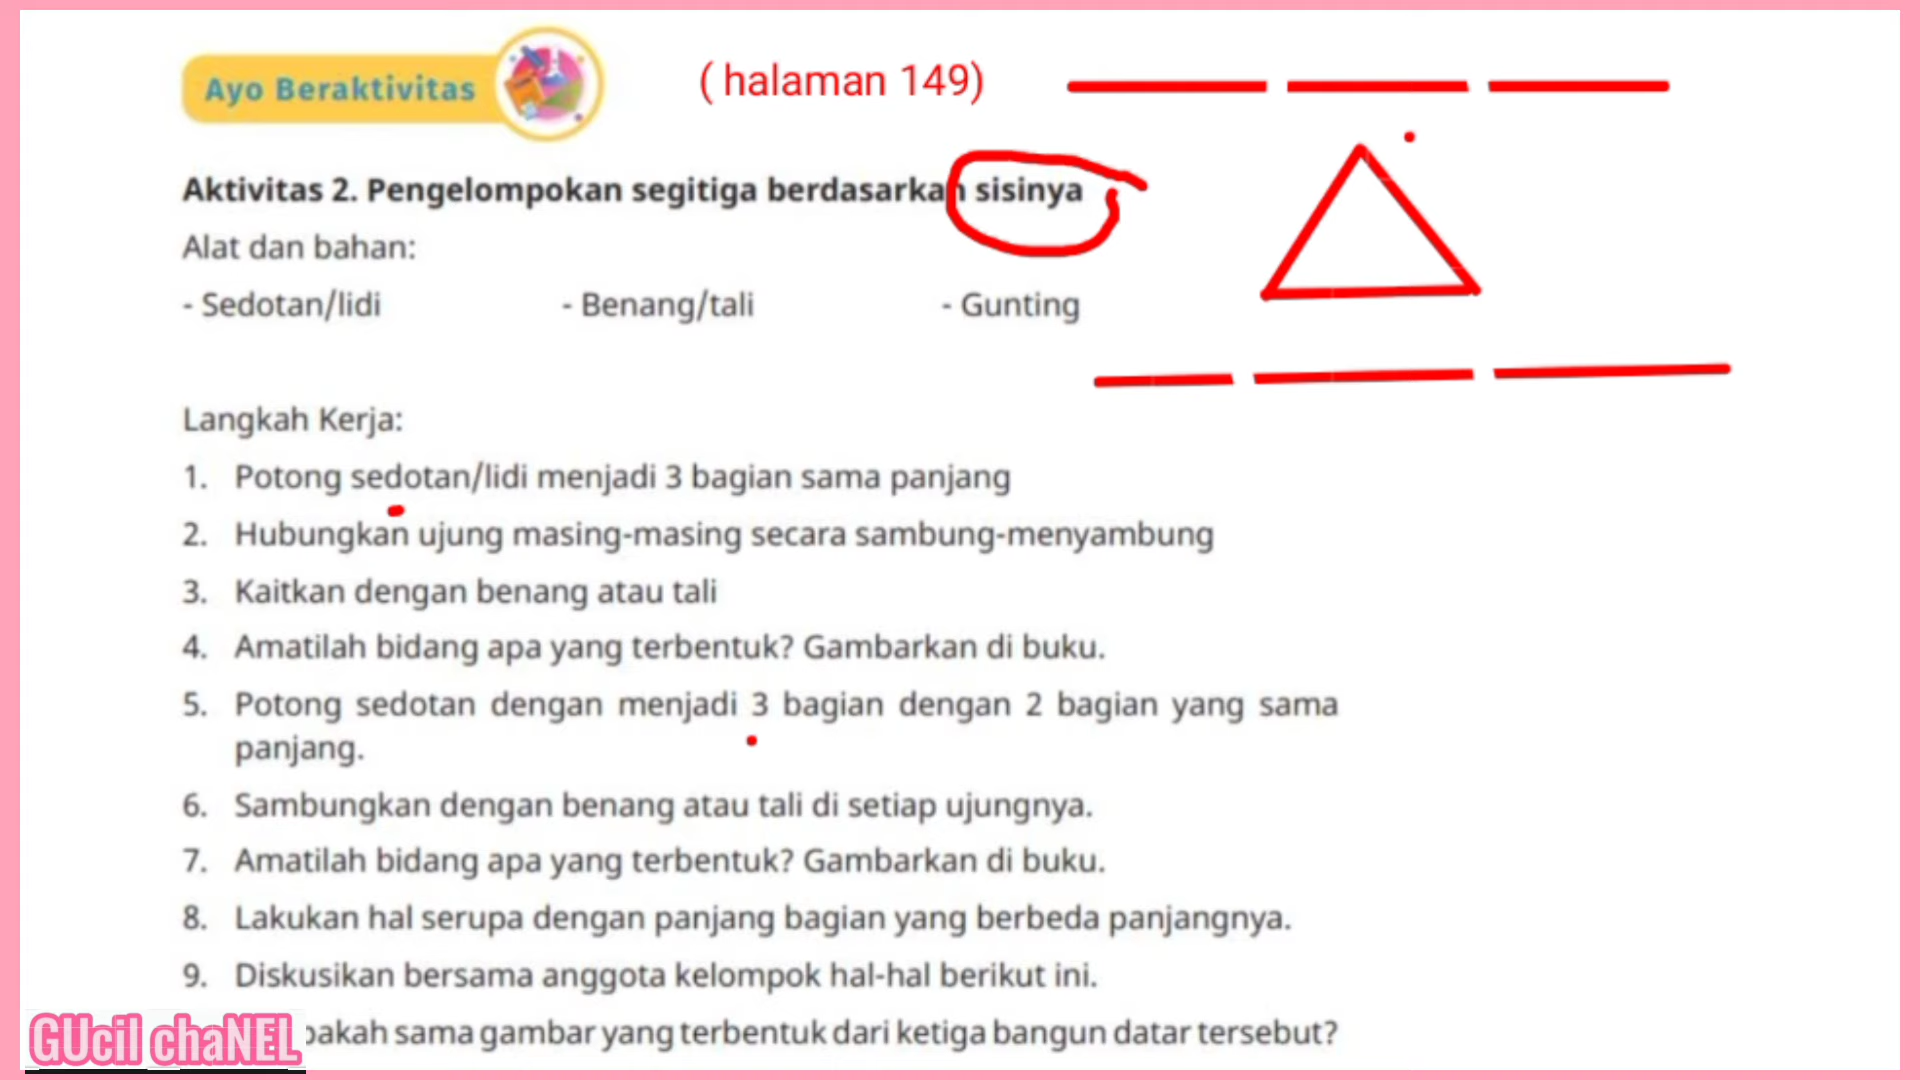 Ayo Beraktivitas
( halaman 149)
Aktivitas 2. Pengelompokan segitiga berdasarkan sisinya
Alat dan bahan:
- Sedotan/lidi - Benang/tali - Gunting
Langkah Kerja:
1. Potong sedotan/lidi menjadi 3 bagian sama panjang
2. Hubungkan ujung masing-masing secara sambung-menyambung
3. Kaitkan dengan benang atau tali
4. Amatilah bidang apa yang terbentuk? Gambarkan di buku.
5. Potong sedotan dengan menjadi 3 bagian dengan 2 bagian yang sama
panjang.
6. Sambungkan dengan benang atau tali di setiap ujungnya.
7. Amatilah bidang apa yang terbentuk? Gambarkan di buku.
8. Lakukan hal serupa dengan panjang bagian yang berbeda panjangnya.
9. Diskusikan bersama anggota kelompok hal-hal berikut ini.
sama gambar yang terbentuk dari ketiga bangun datar tersebut?
GUcil chaNEL